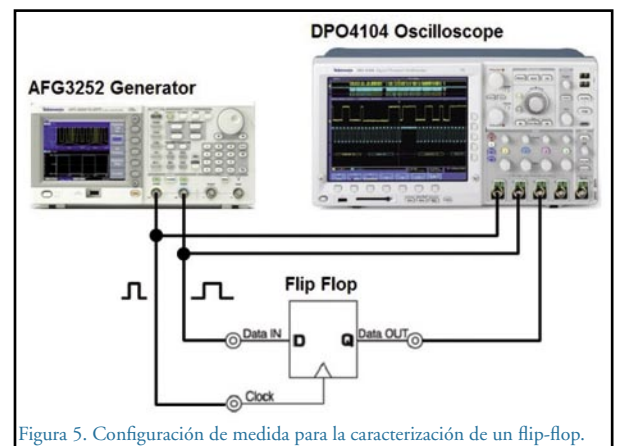 DPO4104 Oscilloscope
AFG3252 Generator
Flip Flop
Data IN
D
Q
Data OUT
Clock
Figura 5. Configuración de medida para la caracterización de un flip-flop.